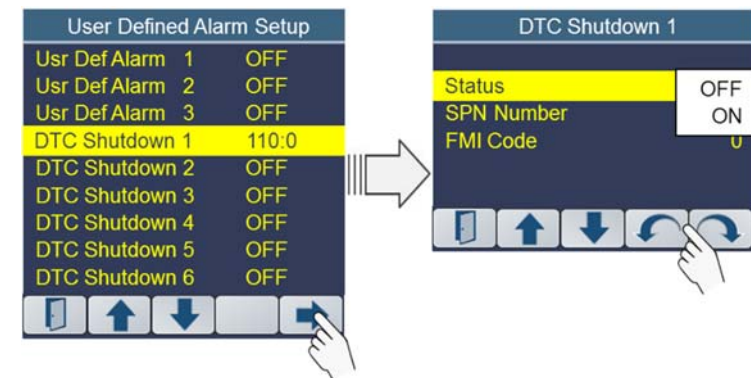 User Defined Alarm Setup
Usr Def Alarm 1 OFF
Usr Def Alarm 2 OFF
Usr Def Alarm 3 OFF
DTC Shutdown 1 110:0
DTC Shutdown 2 OFF
DTC Shutdown 3 OFF
DTC Shutdown 4 OFF
DTC Shutdown 5 OFF
DTC Shutdown 6 OFF
DTC Shutdown 1
Status OFF
SPN Number ON
FMI Code 0